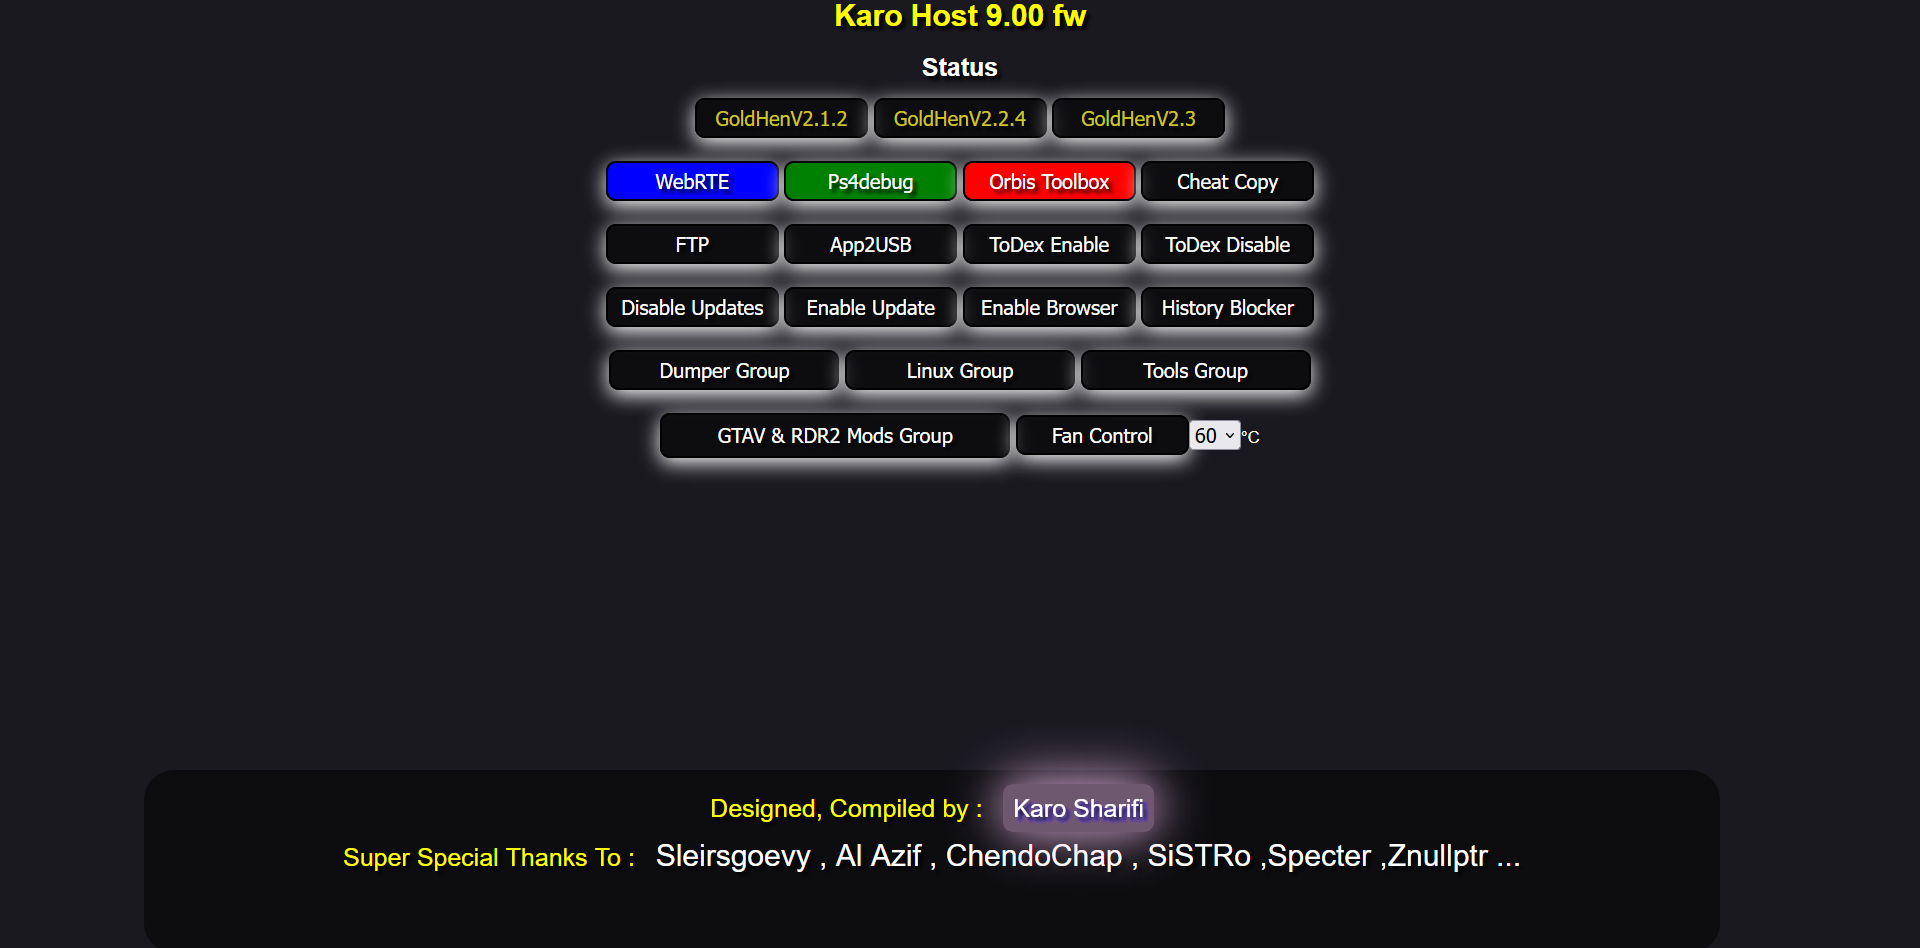 Karo Host 9.00 fw
Status
GoldHenV2.1.2 GoldHenV2.2.4 GoldHenV2.3
WebRTE Ps4debug Orbis Toolbox Cheat Copy
FTP App2USB ToDex Enable ToDex Disable
Disable Updates Enable Update Enable Browser History Blocker
Dumper Group Linux Group Tools Group
GTAV & RDR2 Mods Group Fan Control 60 °C
Designed, Compiled by : Karo Sharifi
Super Special Thanks To : Sleirsgoevy , Al Azif , ChendoChap , SiSTRo ,Specter ,Znullptr ...